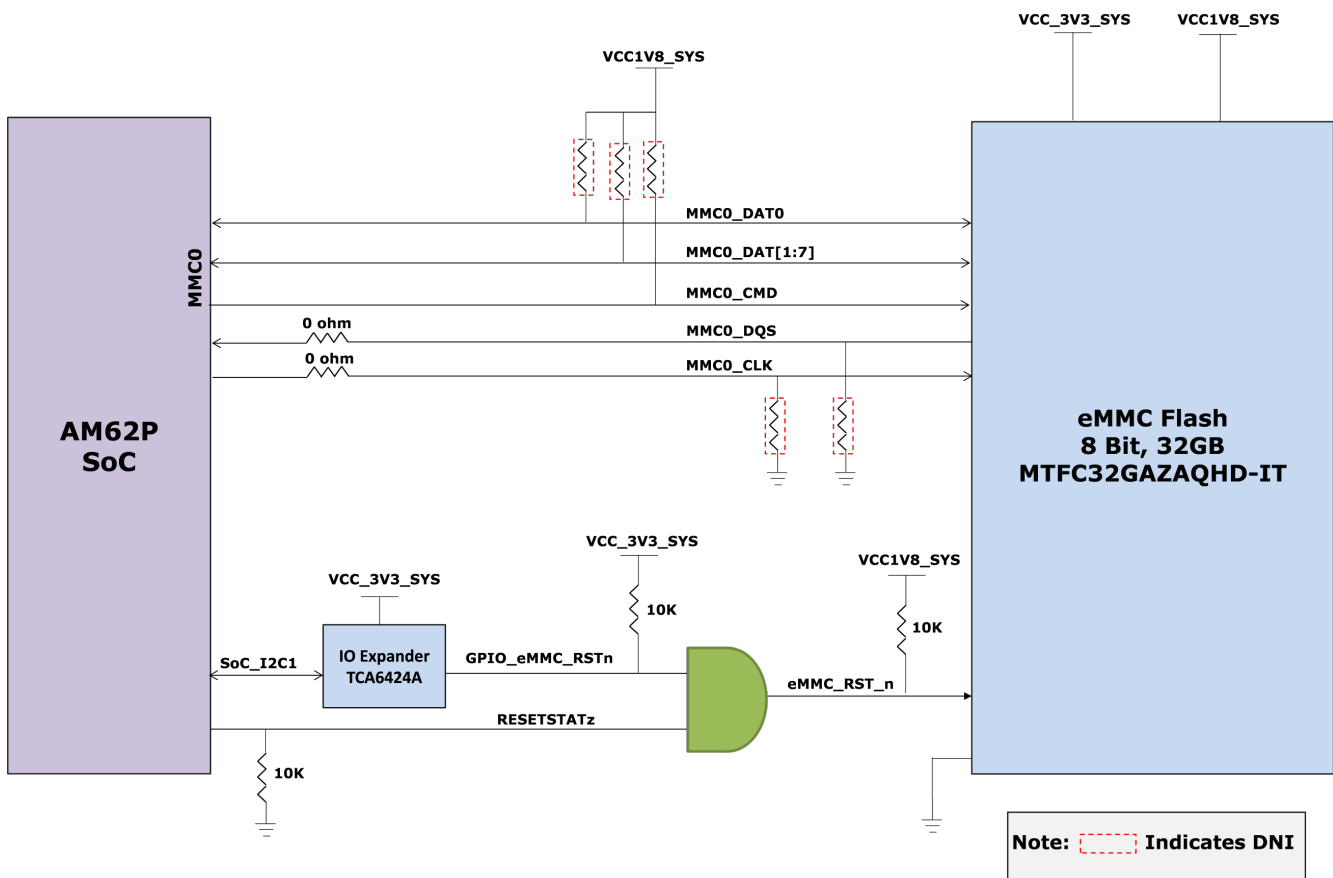 VCC_3V3_SYS
VCC1V8_SYS
VCC1V8_SYS
MMC0_DAT0
MMC0_DAT[1:7]
MMC0
MMC0_CMD
0 ohm
MMC0_DQS
0 ohm
MMC0_CLK
AM62P
SoC
eMMC Flash
8 Bit, 32GB
MTFC32GAZAQHD-IT
VCC_3V3_SYS
VCC1V8_SYS
VCC_3V3_SYS
10K
10K
IO Expander
TCA6424A
SoC_I2C1
GPIO_eMMC_RSTn
eMMC_RST_n
RESETSTATz
10K
Note:
Indicates DNI